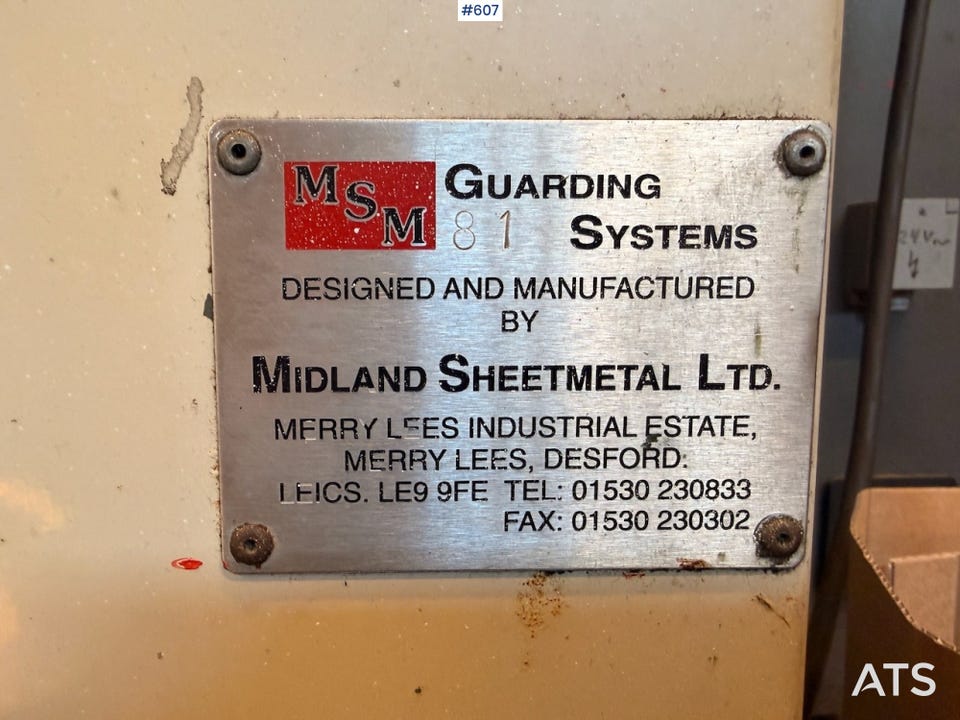 #607
MSM GUARDING
81 SYSTEMS
DESIGNED AND MANUFACTURED
BY
MIDLAND SHEETMETAL LTD.
MERRY LEES INDUSTRIAL ESTATE,
MERRY LEES, DESFORD:
LEICS. LE9 9FE TEL: 01530 230833
FAX: 01530 230302
24V~
ATS